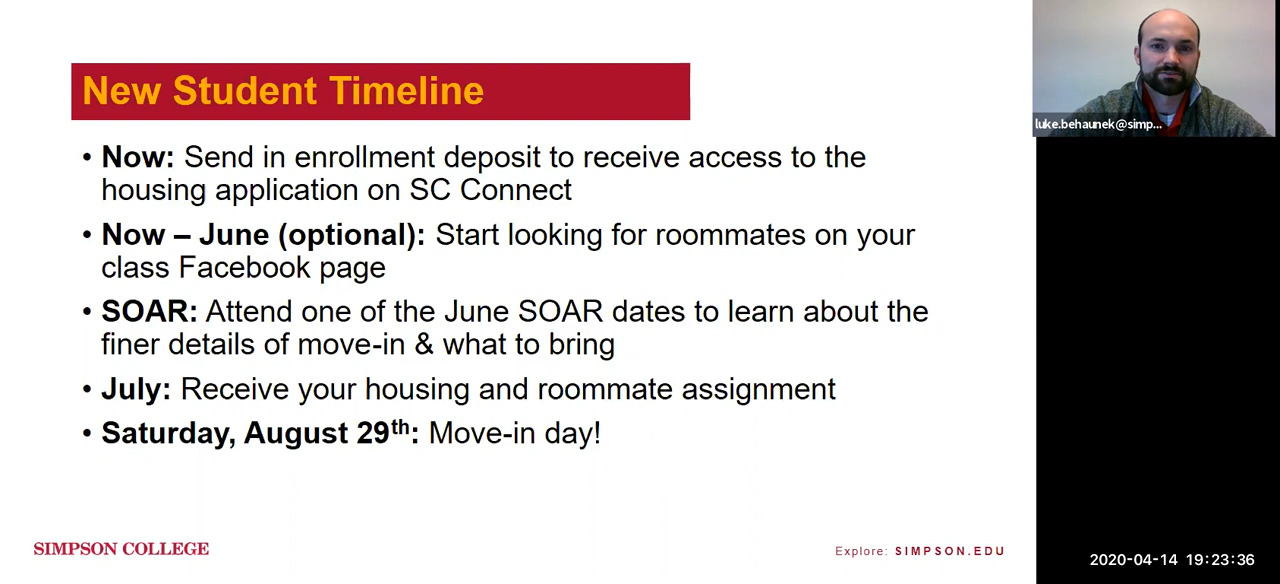 New Student Timeline
• Now: Send in enrollment deposit to receive access to the
housing application on SC Connect
• Now – June (optional): Start looking for roommates on your
class Facebook page
• SOAR: Attend one of the June SOAR dates to learn about the
finer details of move-in & what to bring
• July: Receive your housing and roommate assignment
• Saturday, August 29th: Move-in day!
SIMPSON COLLEGE
Explore: SIMPSON.EDU
luke.behaunek@simp...
2020-04-14 19:23:36